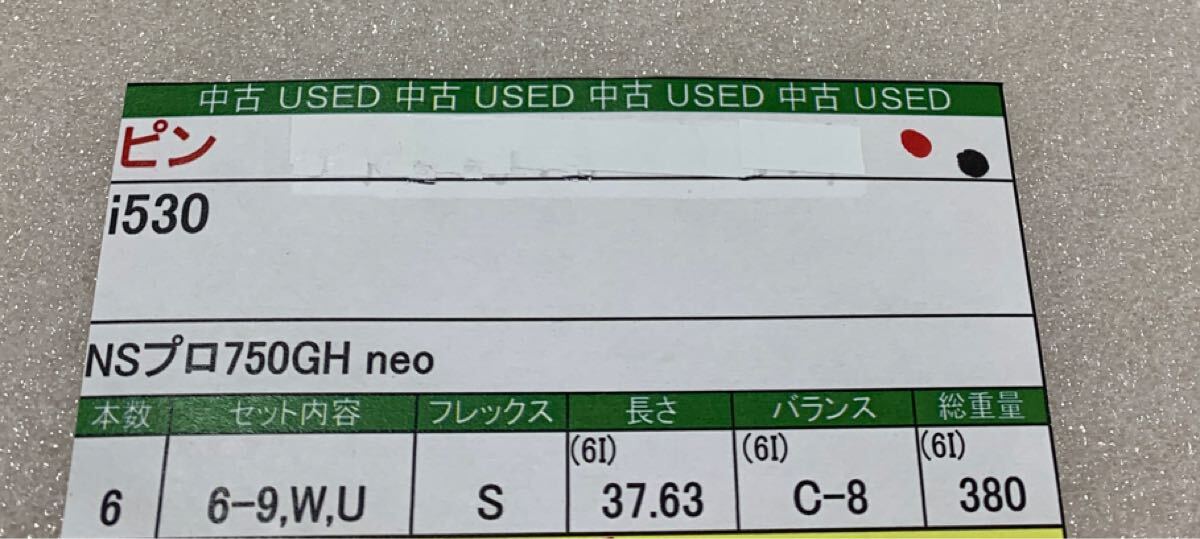 中古 USED 中古 USED 中古 USED 中古 USED
ピン
i530
NSプロ750GH neo
本数 セット内容 フレックス 長さ バランス 総重量
(6I) (6I) (6I)
6 6-9,W,U S 37.63 C-8 380